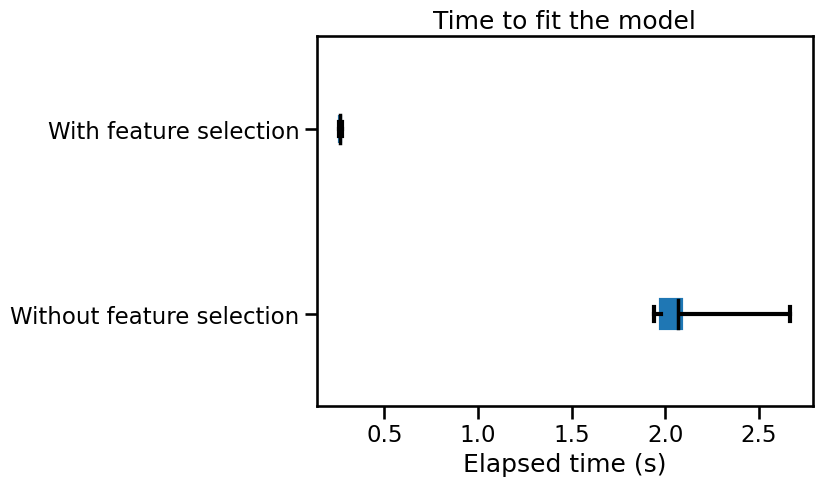 Time to fit the model
With feature selection
Without feature selection
0.5 1.0 1.5 2.0 2.5
Elapsed time (s)